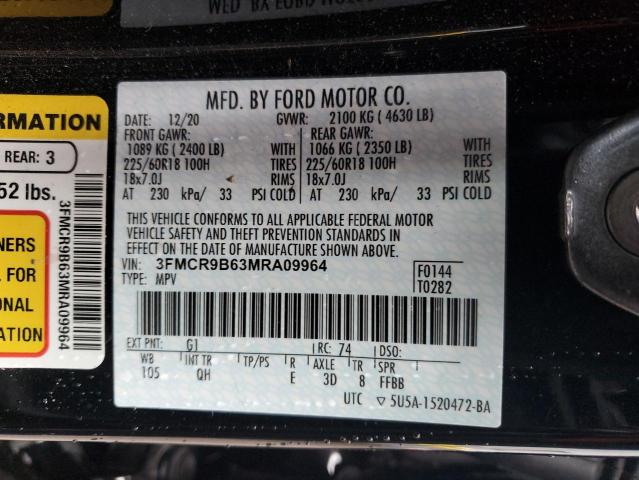 WED BX EURO
MFD. BY FORD MOTOR CO.
DATE: 12/20 GVWR: 2100 KG ( 4630 LB)
FRONT GAWR: REAR GAWR:
1089 KG ( 2400 LB) WITH 1066 KG ( 2350 LB) WITH
225/60R18 100H TIRES 225/60R18 100H TIRES
18x7.0J RIMS 18x7.0J RIMS
AT 230 kPa/ 33 PSI COLD AT 230 kPa/ 33 PSI COLD
THIS VEHICLE CONFORMS TO ALL APPLICABLE FEDERAL MOTOR
VEHICLE SAFETY AND THEFT PREVENTION STANDARDS IN
EFFECT ON THE DATE OF MANUFACTURE SHOWN ABOVE.
VIN: 3FMCR9B63MRA09964 F0144
TYPE: MPV T0282
EXT PNT: G1 RC: 74 DSO:
WB INT TR TP/PS R AXLE TR SPR
105 QH E 3D 8 FFBB
UTC ▽ 5U5A-1520472-BA
ORMATION
REAR: 3
52 lbs.
NERS
L FOR
ONAL
!
3FMCR9B63MRA09964